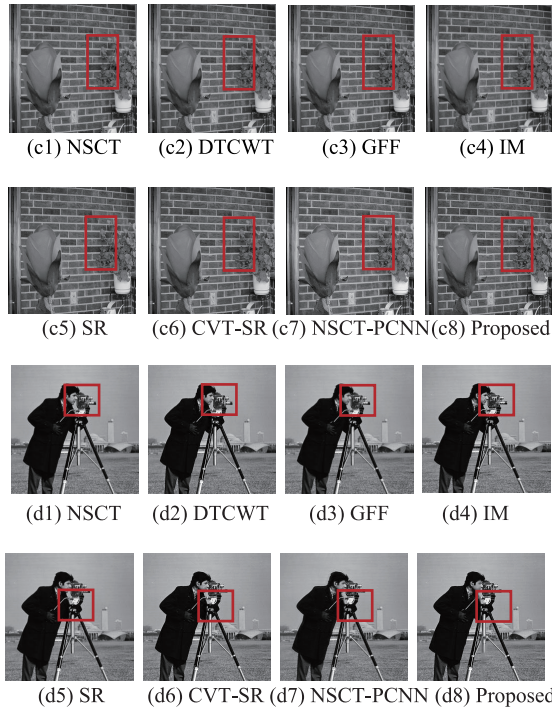 (c1) NSCT (c2) DTCWT (c3) GFF (c4) IM
(c5) SR (c6) CVT-SR (c7) NSCT-PCNN (c8) Proposed
(d1) NSCT (d2) DTCWT (d3) GFF (d4) IM
(d5) SR (d6) CVT-SR (d7) NSCT-PCNN (d8) Proposed